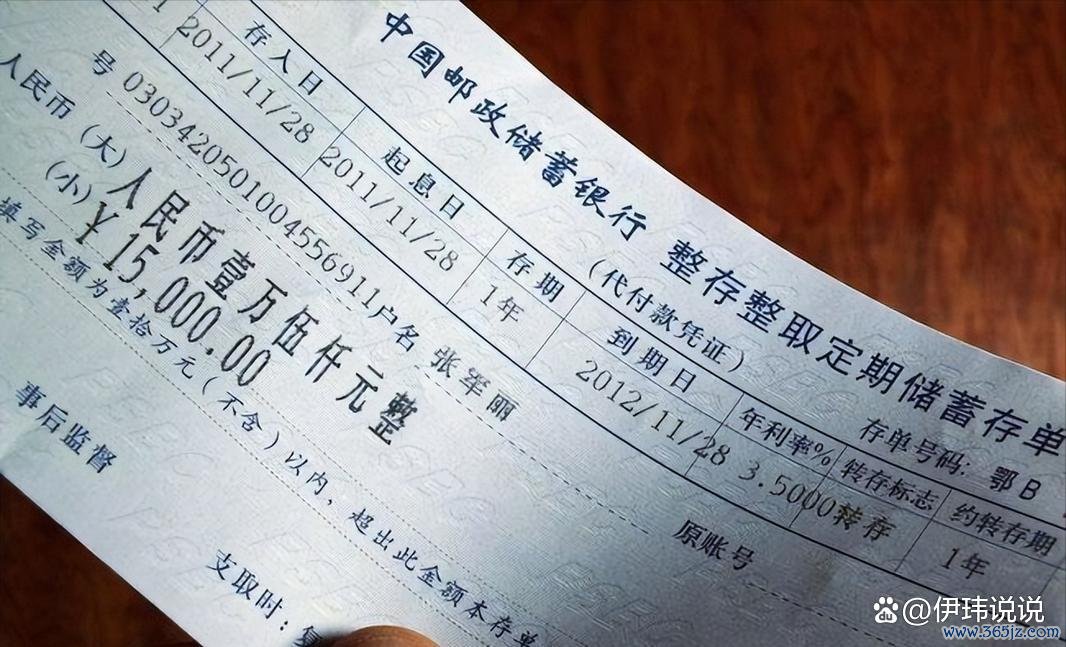 中国邮政储蓄银行 整存整取定期储蓄存单
(代付款凭证)
存单号码: 鄂B
存入日 起息日 存期 到期日 年利率% 转存标志 约转存期
2011/11/28 2011/11/28 1年 2012/11/28 3.5000 转存 1年
号 0303420501004556911 户名 张军丽 原账号
人民币 (大) 人民币壹万伍仟元整
(小) ¥ 15,000.00
填写金额为壹拾万元(不含)以内,超出此金额本存单
事后监督
支取时:
@伊玮说说
www.365jz.com